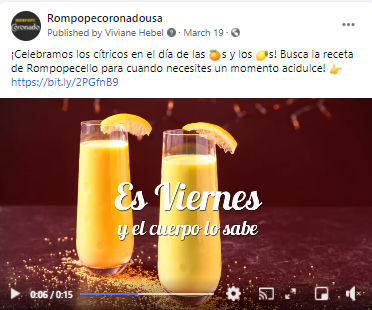 Rompopecoronadousa
Published by Viviane Hebel · March 19 ·
¡Celebramos los cítricos en el día de las 🍊s y los 🍋s! Busca la receta
de Rompopecello para cuando necesites un momento acidulce! 👉
https://bit.ly/2PGfnB9
Coronado
Es Viernes
y el cuerpo lo sabe
0:06 / 0:15